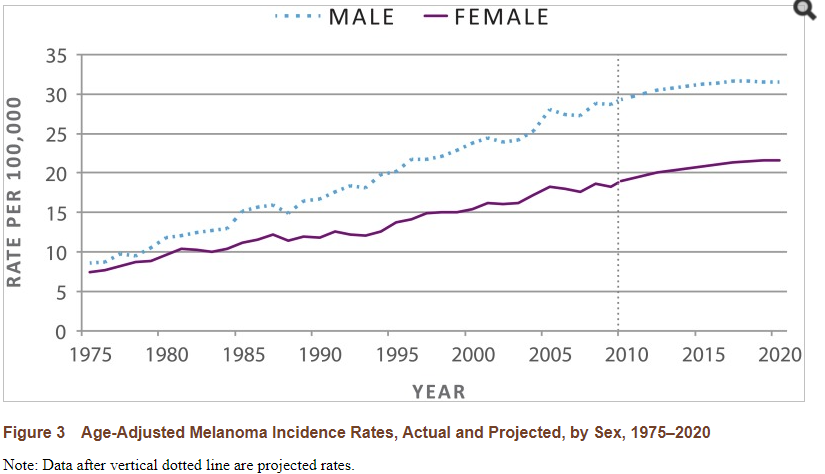 MALE FEMALE
RATE PER 100,000
35
30
25
20
15
10
5
0
1975 1980 1985 1990 1995 2000 2005 2010 2015 2020
YEAR
Figure 3 Age-Adjusted Melanoma Incidence Rates, Actual and Projected, by Sex, 1975–2020
Note: Data after vertical dotted line are projected rates.